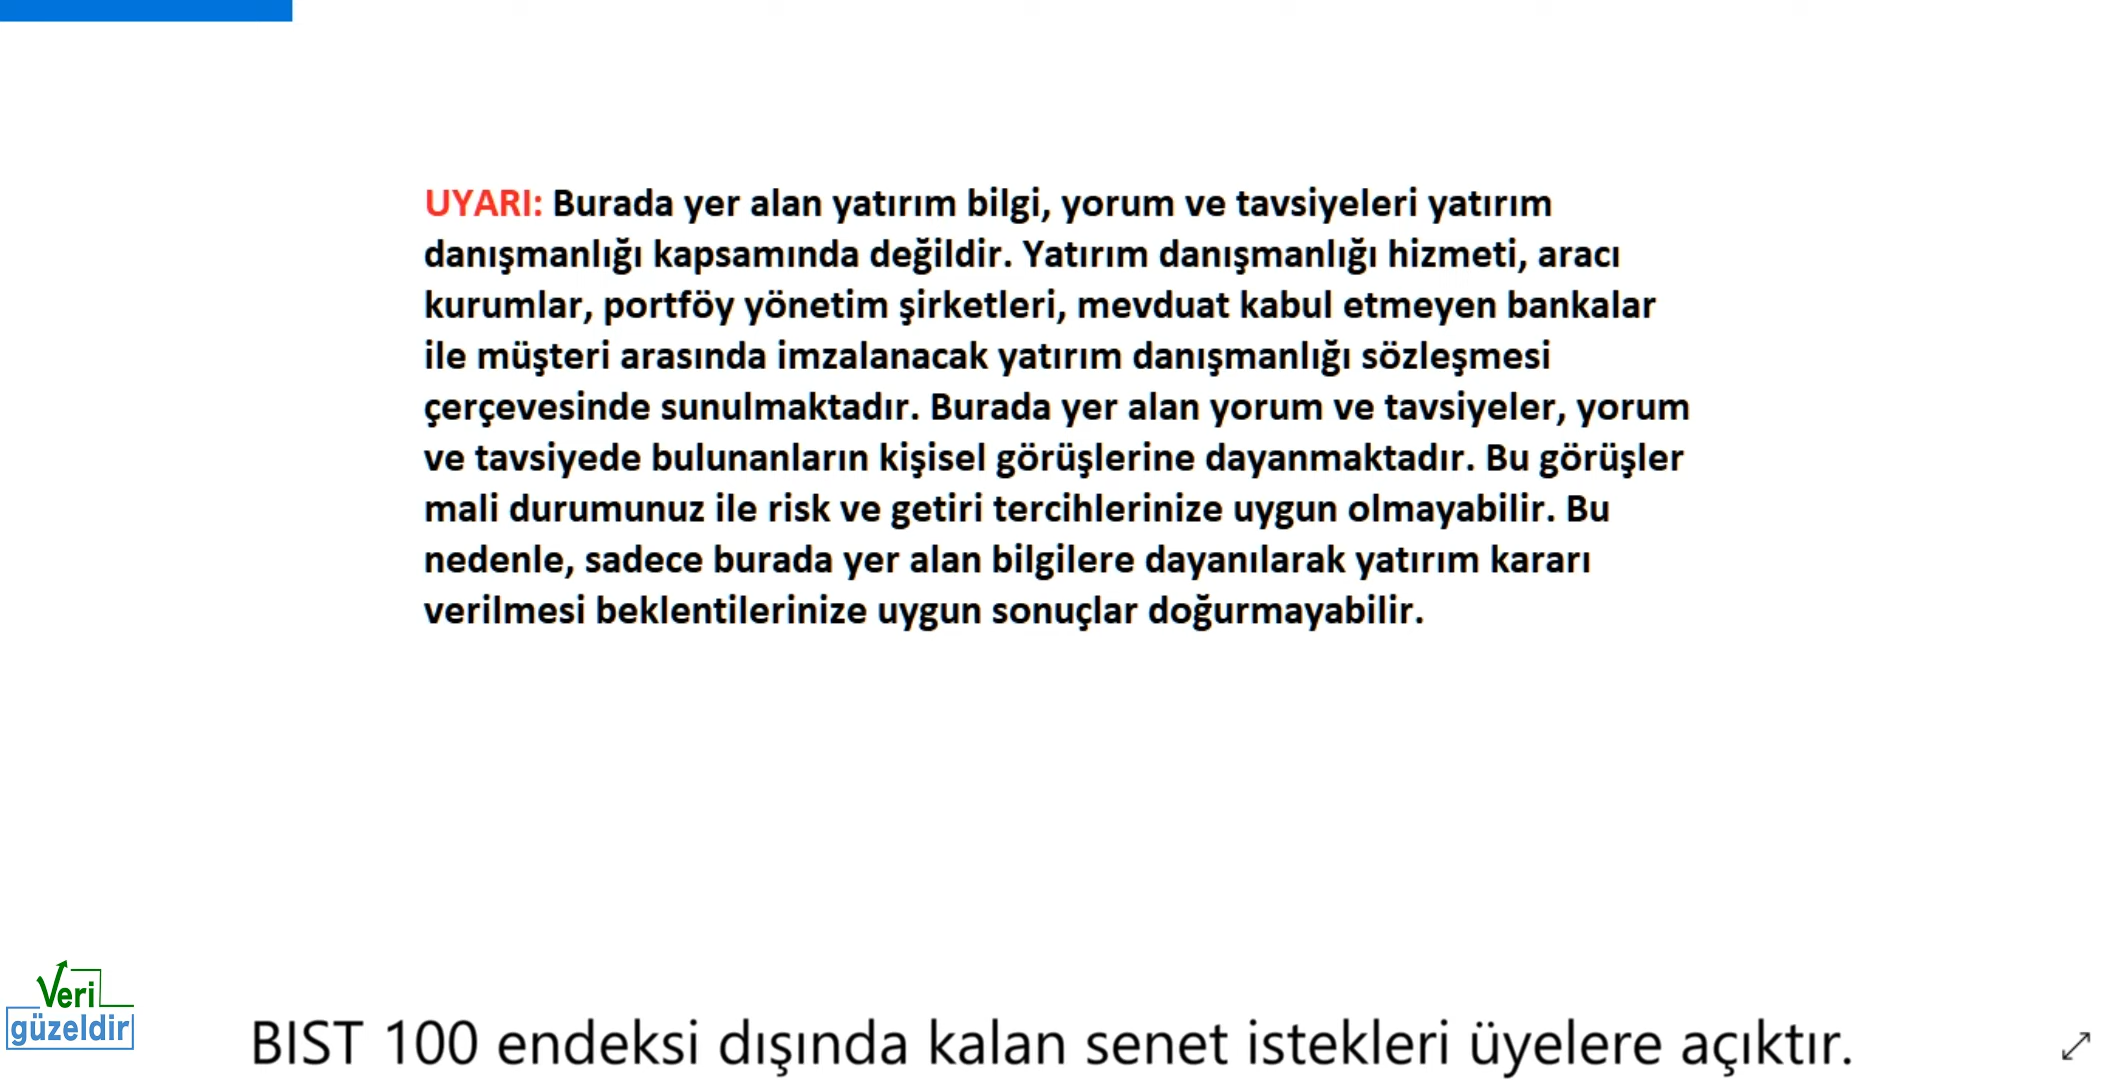 UYARI: Burada yer alan yatırım bilgi, yorum ve tavsiyeleri yatırım
danışmanlığı kapsamında değildir. Yatırım danışmanlığı hizmeti, aracı
kurumlar, portföy yönetim şirketleri, mevduat kabul etmeyen bankalar
ile müşteri arasında imzalanacak yatırım danışmanlığı sözleşmesi
çerçevesinde sunulmaktadır. Burada yer alan yorum ve tavsiyeler, yorum
ve tavsiyede bulunanların kişisel görüşlerine dayanmaktadır. Bu görüşler
mali durumunuz ile risk ve getiri tercihlerinize uygun olmayabilir. Bu
nedenle, sadece burada yer alan bilgilere dayanılarak yatırım kararı
verilmesi beklentilerinize uygun sonuçlar doğurmayabilir.
Veri
güzeldir
BIST 100 endeksi dışında kalan senet istekleri üyelere açıktır.